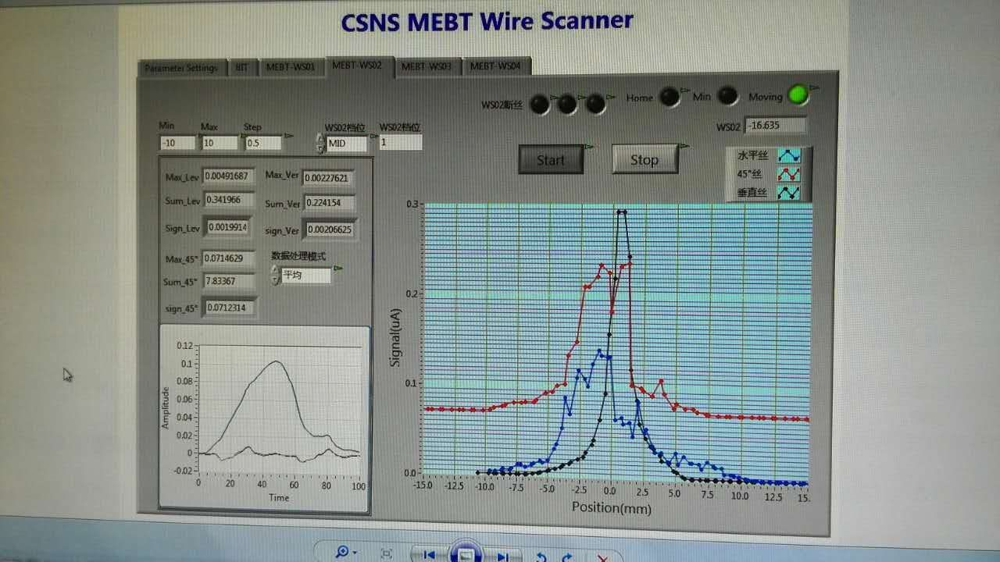 CSNS MEBT Wire Scanner
Parameter Settings
BIT
MEBT-WS01
MEBT-WS02
MEBT-WS03
MEBT-WS04
WS02断丝
Home
Min
Moving
WS02
-16.635
Min
Max
Step
WS02档位
WS02档位
-10
10
0.5
MID
1
Start
Stop
水平丝
45°丝
垂直丝
Max_Lev
0.00491687
Max_Ver
0.00227621
Sum_Lev
0.341966
Sum_Ver
0.224154
Sign_Lev
0.0019914
sign_Ver
0.00206625
Max_45°
0.0714629
数据处理模式
Sum_45°
7.83367
平均
sign_45°
0.0712314
0.12
0.1
0.08
0.06
0.04
0.02
0
-0.02
Amplitude
0
20
40
60
80
100
Time
0.3
0.2
0.1
0.0
Signal(uA)
-15.0
-12.5
-10.0
-7.5
-5.0
-2.5
0.0
2.5
5.0
7.5
10.0
12.5
15.
Position(mm)